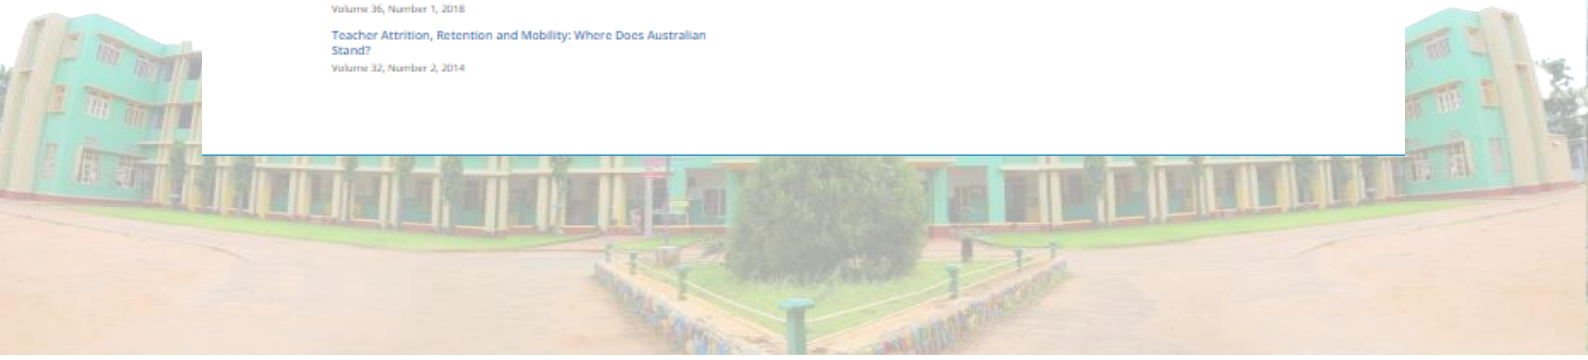 Volume 36, Number 1, 2018
Teacher Attrition, Retention and Mobility: Where Does Australian
Stand?
Volume 32, Number 2, 2014